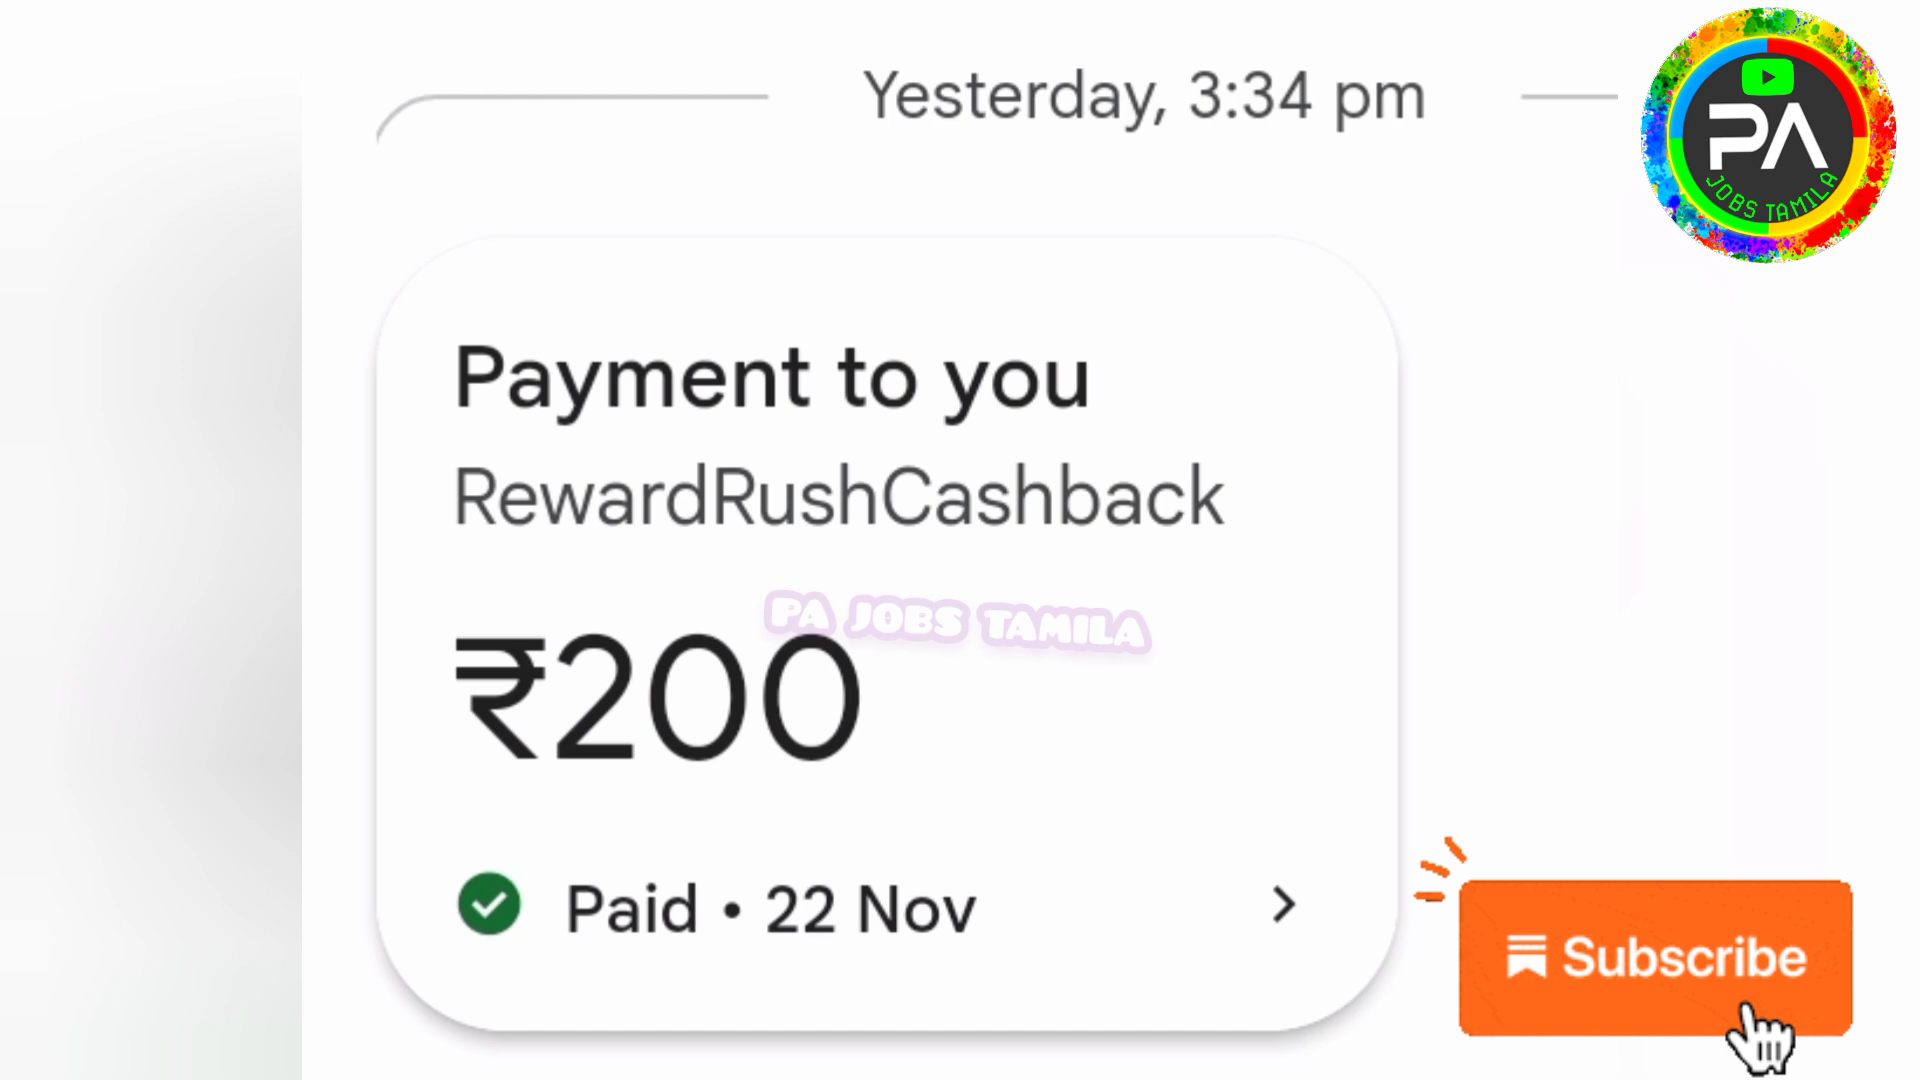 Yesterday, 3:34 pm
PA
JOBS TAMILA
Payment to you
RewardRushCashback
PA JOBS TAMILA
₹200
Paid • 22 Nov
Subscribe